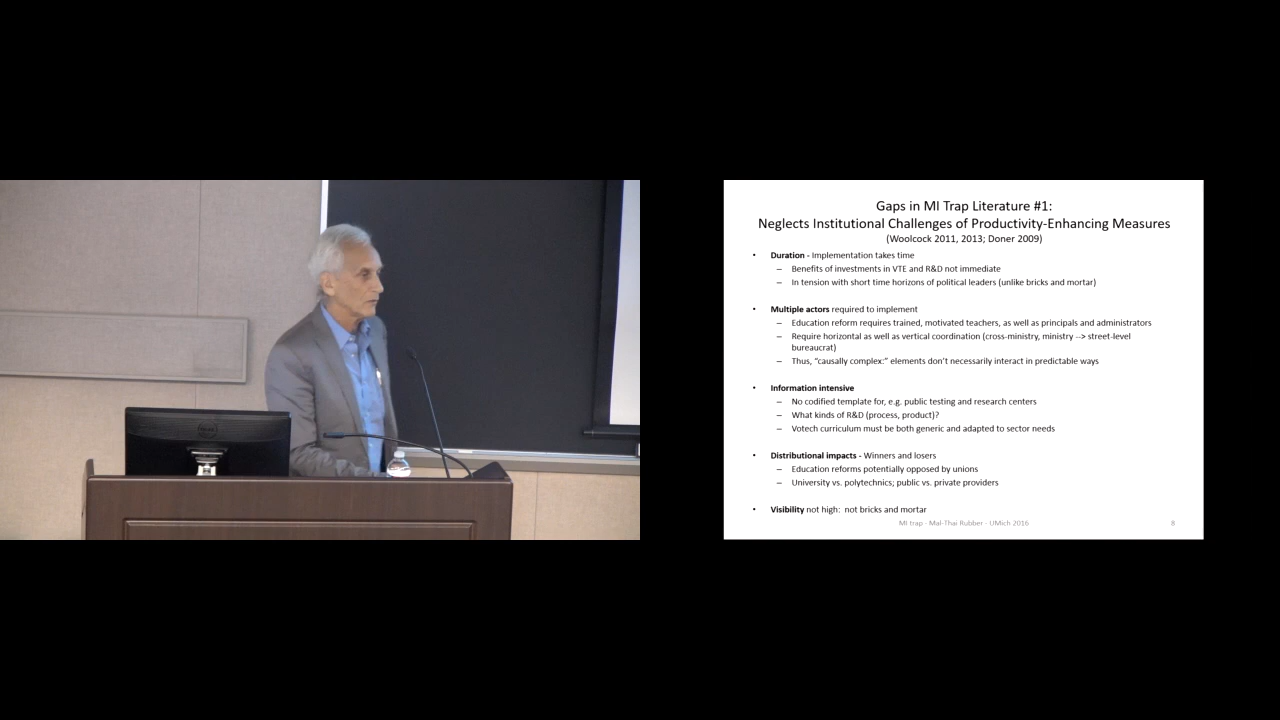 Gaps in MI Trap Literature #1:
Neglects Institutional Challenges of Productivity-Enhancing Measures
(Woolcock 2011, 2013; Doner 2009)
• Duration - Implementation takes time
– Benefits of investments in VTE and R&D not immediate
– In tension with short time horizons of political leaders (unlike bricks and mortar)
• Multiple actors required to implement
– Education reform requires trained, motivated teachers, as well as principals and administrators
– Require horizontal as well as vertical coordination (cross-ministry, ministry --> street-level
bureaucrat)
– Thus, “causally complex:” elements don’t necessarily interact in predictable ways
• Information intensive
– No codified template for, e.g. public testing and research centers
– What kinds of R&D (process, product)?
– Votech curriculum must be both generic and adapted to sector needs
• Distributional impacts - Winners and losers
– Education reforms potentially opposed by unions
– University vs. polytechnics; public vs. private providers
• Visibility not high: not bricks and mortar
MI trap - Mal-Thai Rubber - UMich 2016
8